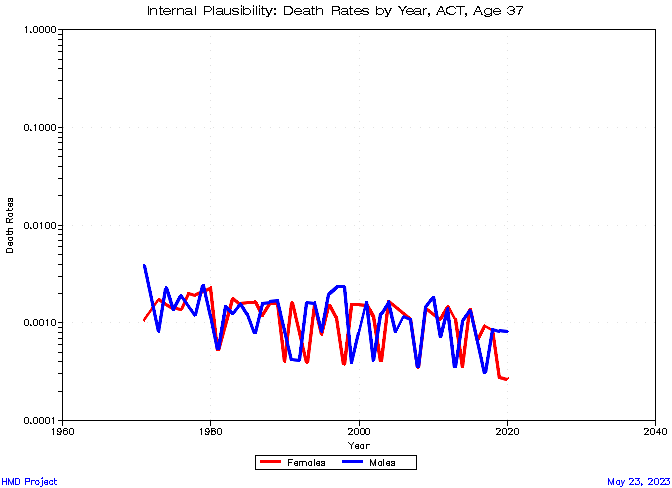 Internal Plausibility: Death Rates by Year, ACT, Age 37
1.0000
0.1000
0.0100
0.0010
0.0001
Death Rates
1960 1980 2000 2020 2040
Year
Females Males
HMD Project May 23, 2023